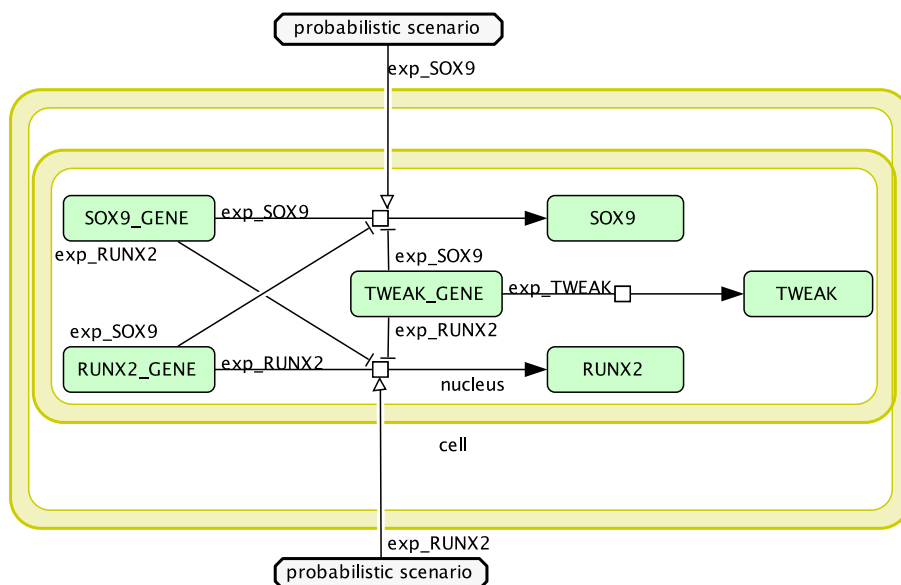 probabilistic scenario
exp_SOX9
SOX9_GENE
exp_SOX9
SOX9
exp_RUNX2
exp_SOX9
TWEAK_GENE
exp_TWEAK
TWEAK
exp_SOX9
exp_RUNX2
RUNX2_GENE
exp_RUNX2
RUNX2
nucleus
cell
exp_RUNX2
probabilistic scenario